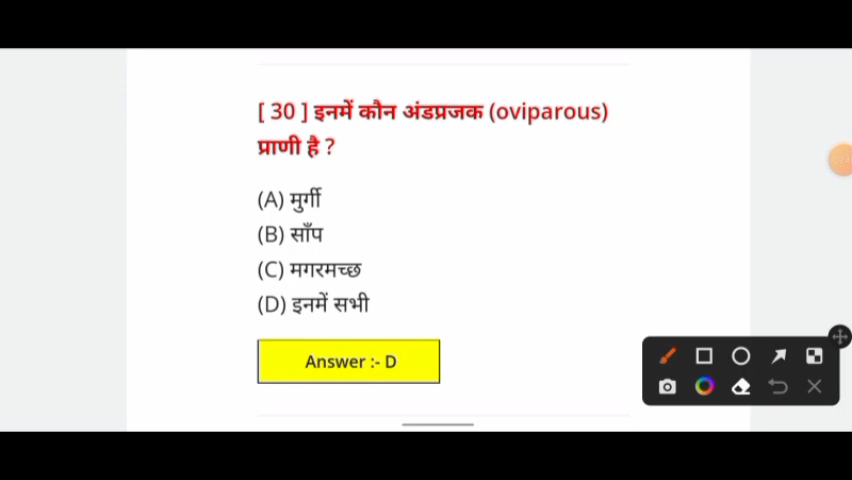 [ 30 ] इनमें कौन अंडप्रजक (oviparous)
प्राणी है ?
(A) मुर्गी
(B) साँप
(C) मगरमच्छ
(D) इनमें सभी
Answer :- D